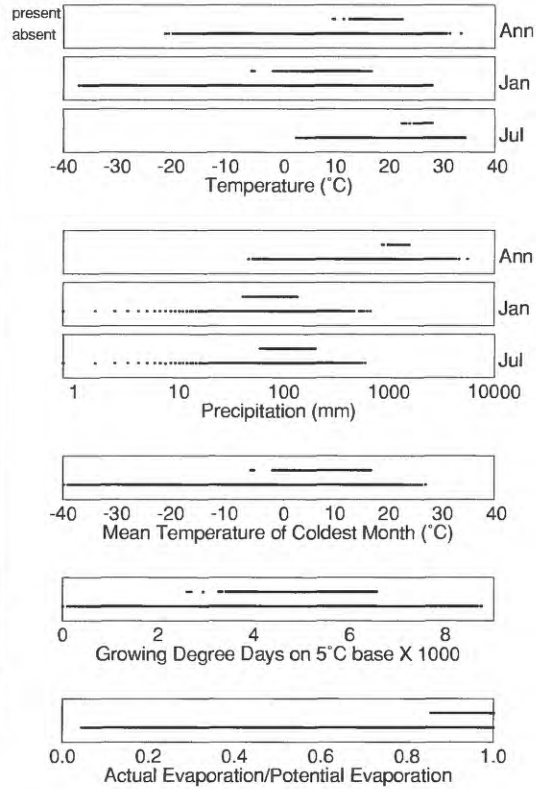 present
absent
Ann
Jan
Jul
-40 -20 -20 -10 0 10 20 30 40
Temperature (˚C)
Ann
Jan
Jul
1 10 100 1000 10000
Precipitation (mm)
-40 -20 -20 -10 0 10 20 30 40
Mean Temperature of Coldest Month (˚C)
0 2 4 6 8
Growing Degree Days on 5˚C base X 1000
0.0 0.2 0.4 0.6 0.8 1.0
Actual Evaporation/Potential Evaporation